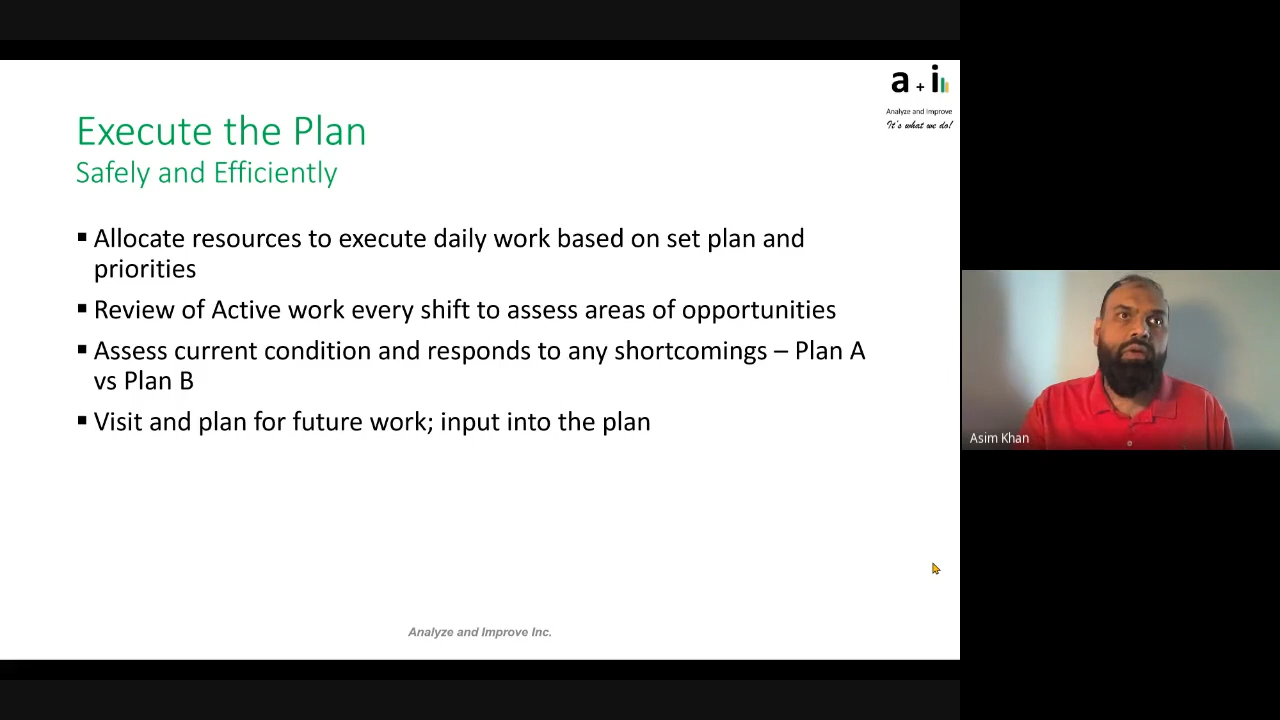 a + i
Analyze and Improve
It's what we do!
Execute the Plan
Safely and Efficiently
▪ Allocate resources to execute daily work based on set plan and
priorities
▪ Review of Active work every shift to assess areas of opportunities
▪ Assess current condition and responds to any shortcomings – Plan A
vs Plan B
▪ Visit and plan for future work; input into the plan
Asim Khan
Analyze and Improve Inc.